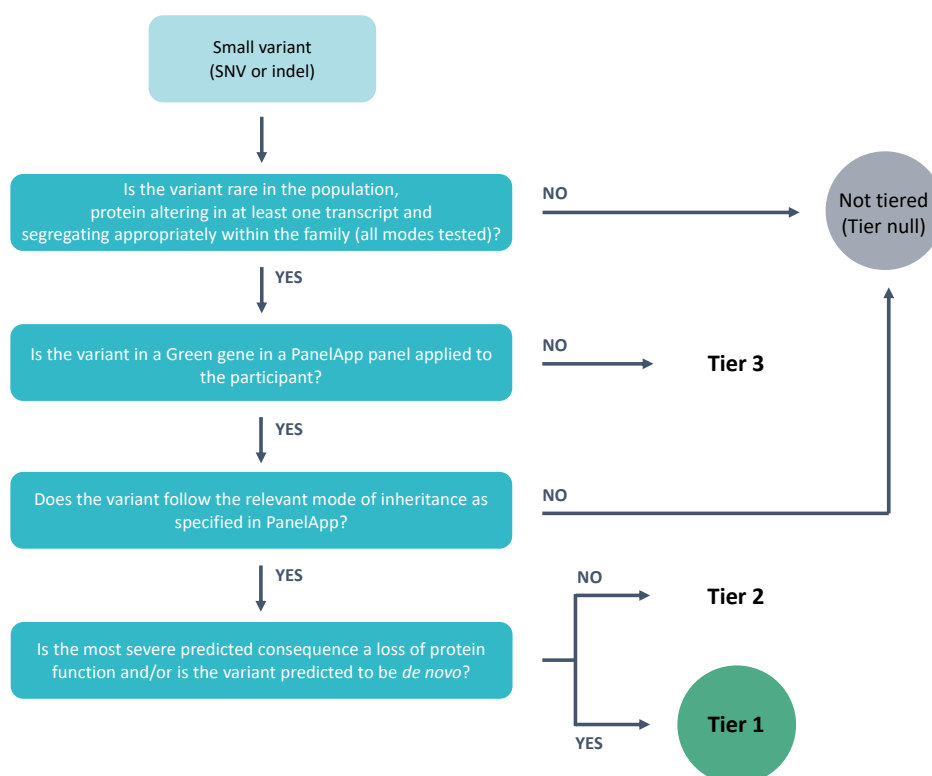 Small variant
(SNV or indel)
Is the variant rare in the population,
protein altering in at least one transcript and
segregating appropriately within the family (all modes tested)?
NO
Not tiered
(Tier null)
YES
Is the variant in a Green gene in a PanelApp panel applied to
the participant?
NO
Tier 3
YES
Does the variant follow the relevant mode of inheritance as
specified in PanelApp?
NO
YES
NO
Tier 2
Is the most severe predicted consequence a loss of protein
function and/or is the variant predicted to be de novo?
YES
Tier 1